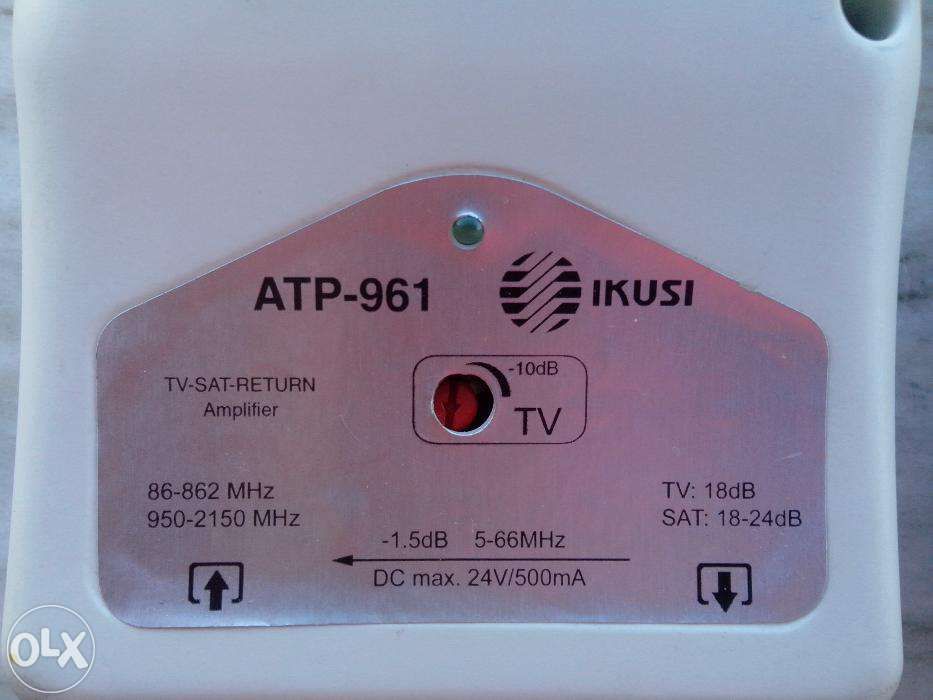 ATP-961 IKUSI
-10dB
TV
TV-SAT-RETURN
Amplifier
86-862 MHz
950-2150 MHz
TV: 18dB
SAT: 18-24dB
-1.5dB 5-66MHz
DC max. 24V/500mA
OLX